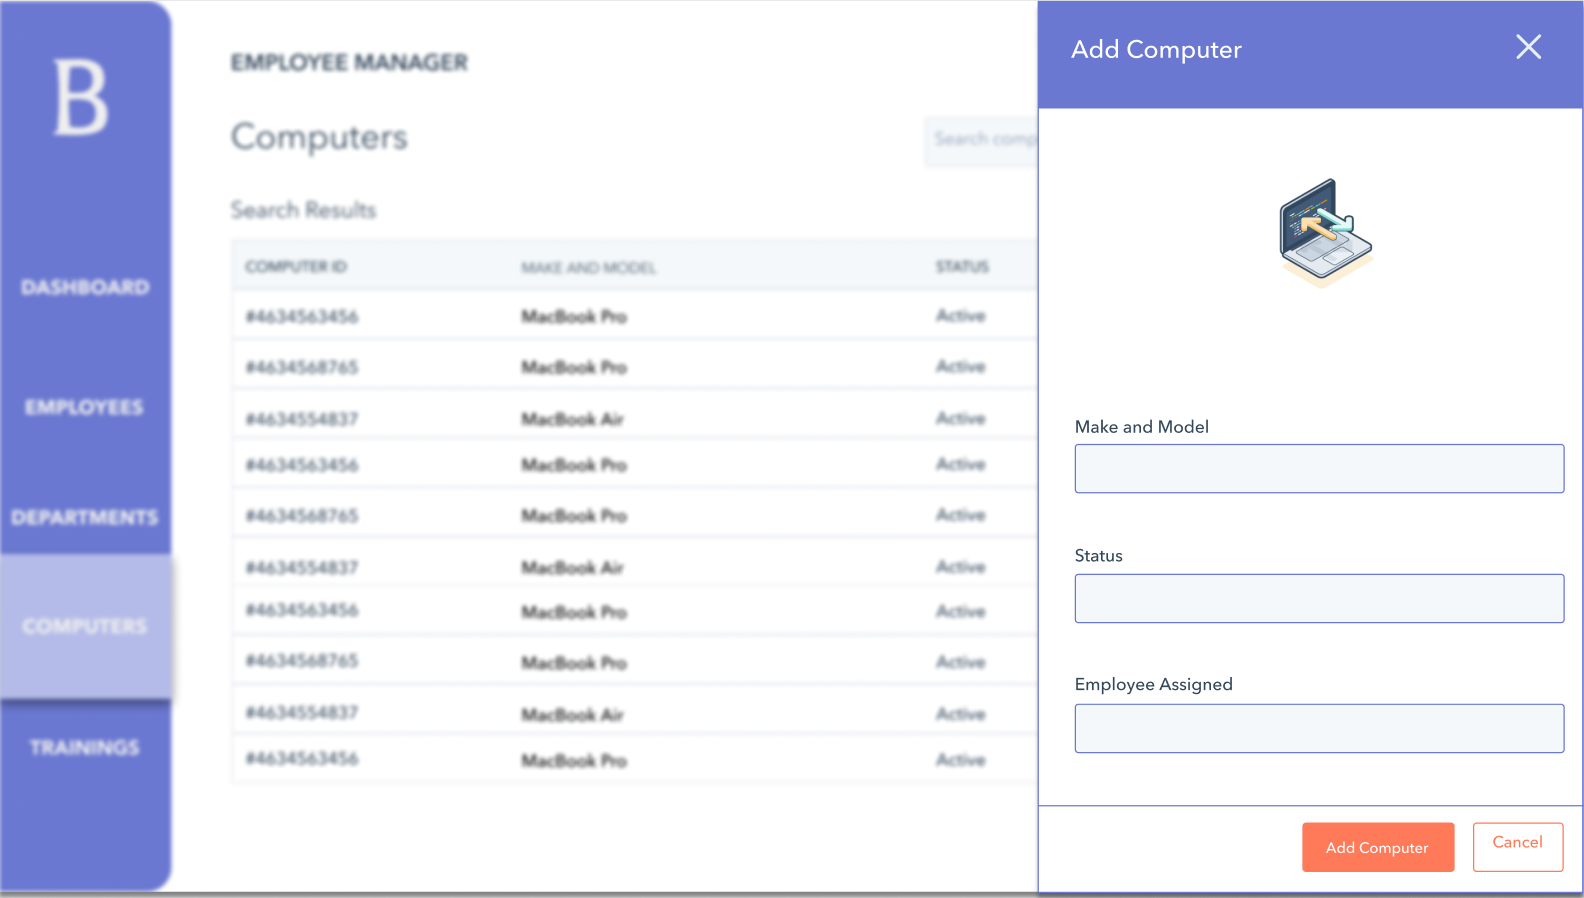 B
DASHBOARD
EMPLOYEES
DEPARTMENTS
COMPUTERS
TRAININGS
EMPLOYEE MANAGER
Computers
Search comp
Search Results
COMPUTER ID MAKE AND MODEL STATUS
#4634563456 MacBook Pro Active
#4634568765 MacBook Pro Active
#4634554837 MacBook Air Active
#4634563456 MacBook Pro Active
#4634568765 MacBook Pro Active
#4634554837 MacBook Air Active
#4634563456 MacBook Pro Active
#4634568765 MacBook Pro Active
#4634554837 MacBook Air Active
#4634563456 MacBook Pro Active
Add Computer
Make and Model
Status
Employee Assigned
Add Computer
Cancel